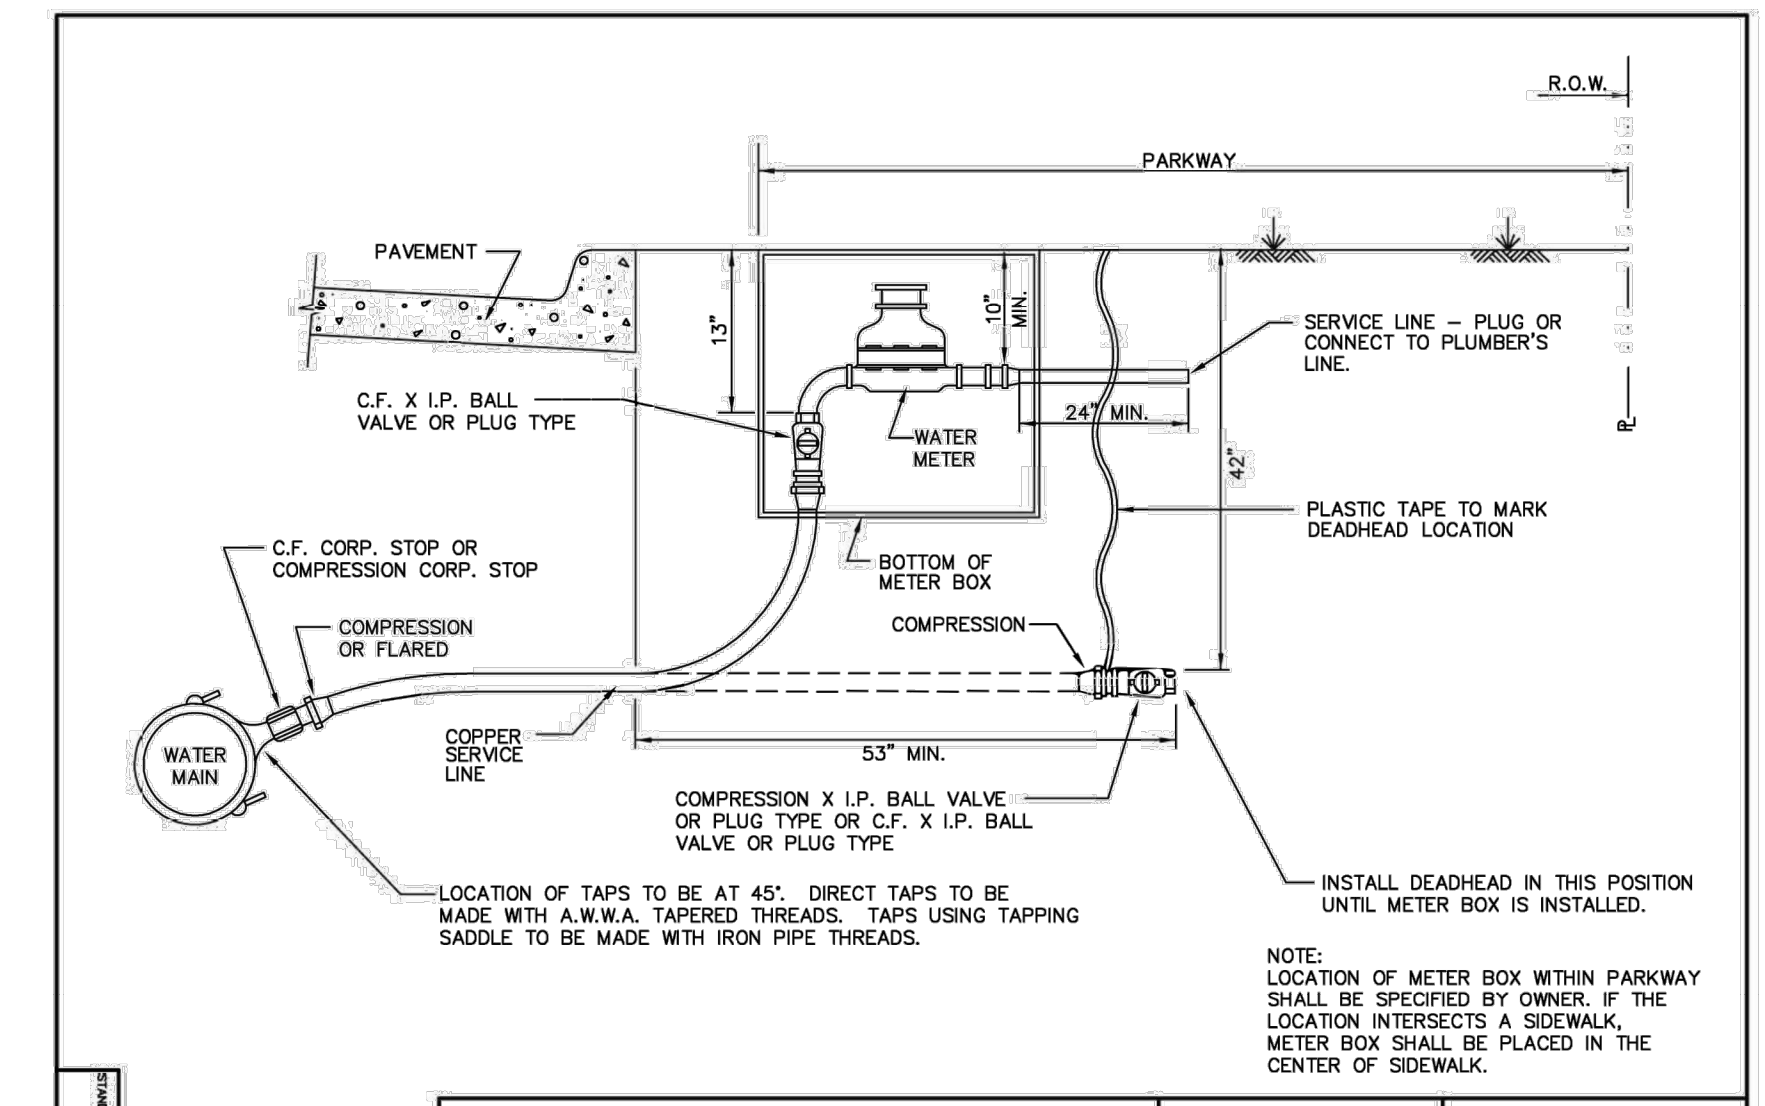 R.O.W.
PARKWAY
PAVEMENT
13"
10"
MIN.
SERVICE LINE – PLUG OR
CONNECT TO PLUMBER'S
LINE.
C.F. X I.P. BALL
VALVE OR PLUG TYPE
24" MIN.
WATER
METER
PL
42"
PLASTIC TAPE TO MARK
DEADHEAD LOCATION
C.F. CORP. STOP OR
COMPRESSION CORP. STOP
BOTTOM OF
METER BOX
COMPRESSION
OR FLARED
COMPRESSION
COPPER
SERVICE
LINE
WATER
MAIN
53" MIN.
COMPRESSION X I.P. BALL VALVE
OR PLUG TYPE OR C.F. X I.P. BALL
VALVE OR PLUG TYPE
LOCATION OF TAPS TO BE AT 45°. DIRECT TAPS TO BE
MADE WITH A.W.W.A. TAPERED THREADS. TAPS USING TAPPING
SADDLE TO BE MADE WITH IRON PIPE THREADS.
INSTALL DEADHEAD IN THIS POSITION
UNTIL METER BOX IS INSTALLED.
NOTE:
LOCATION OF METER BOX WITHIN PARKWAY
SHALL BE SPECIFIED BY OWNER. IF THE
LOCATION INTERSECTS A SIDEWALK,
METER BOX SHALL BE PLACED IN THE
CENTER OF SIDEWALK.